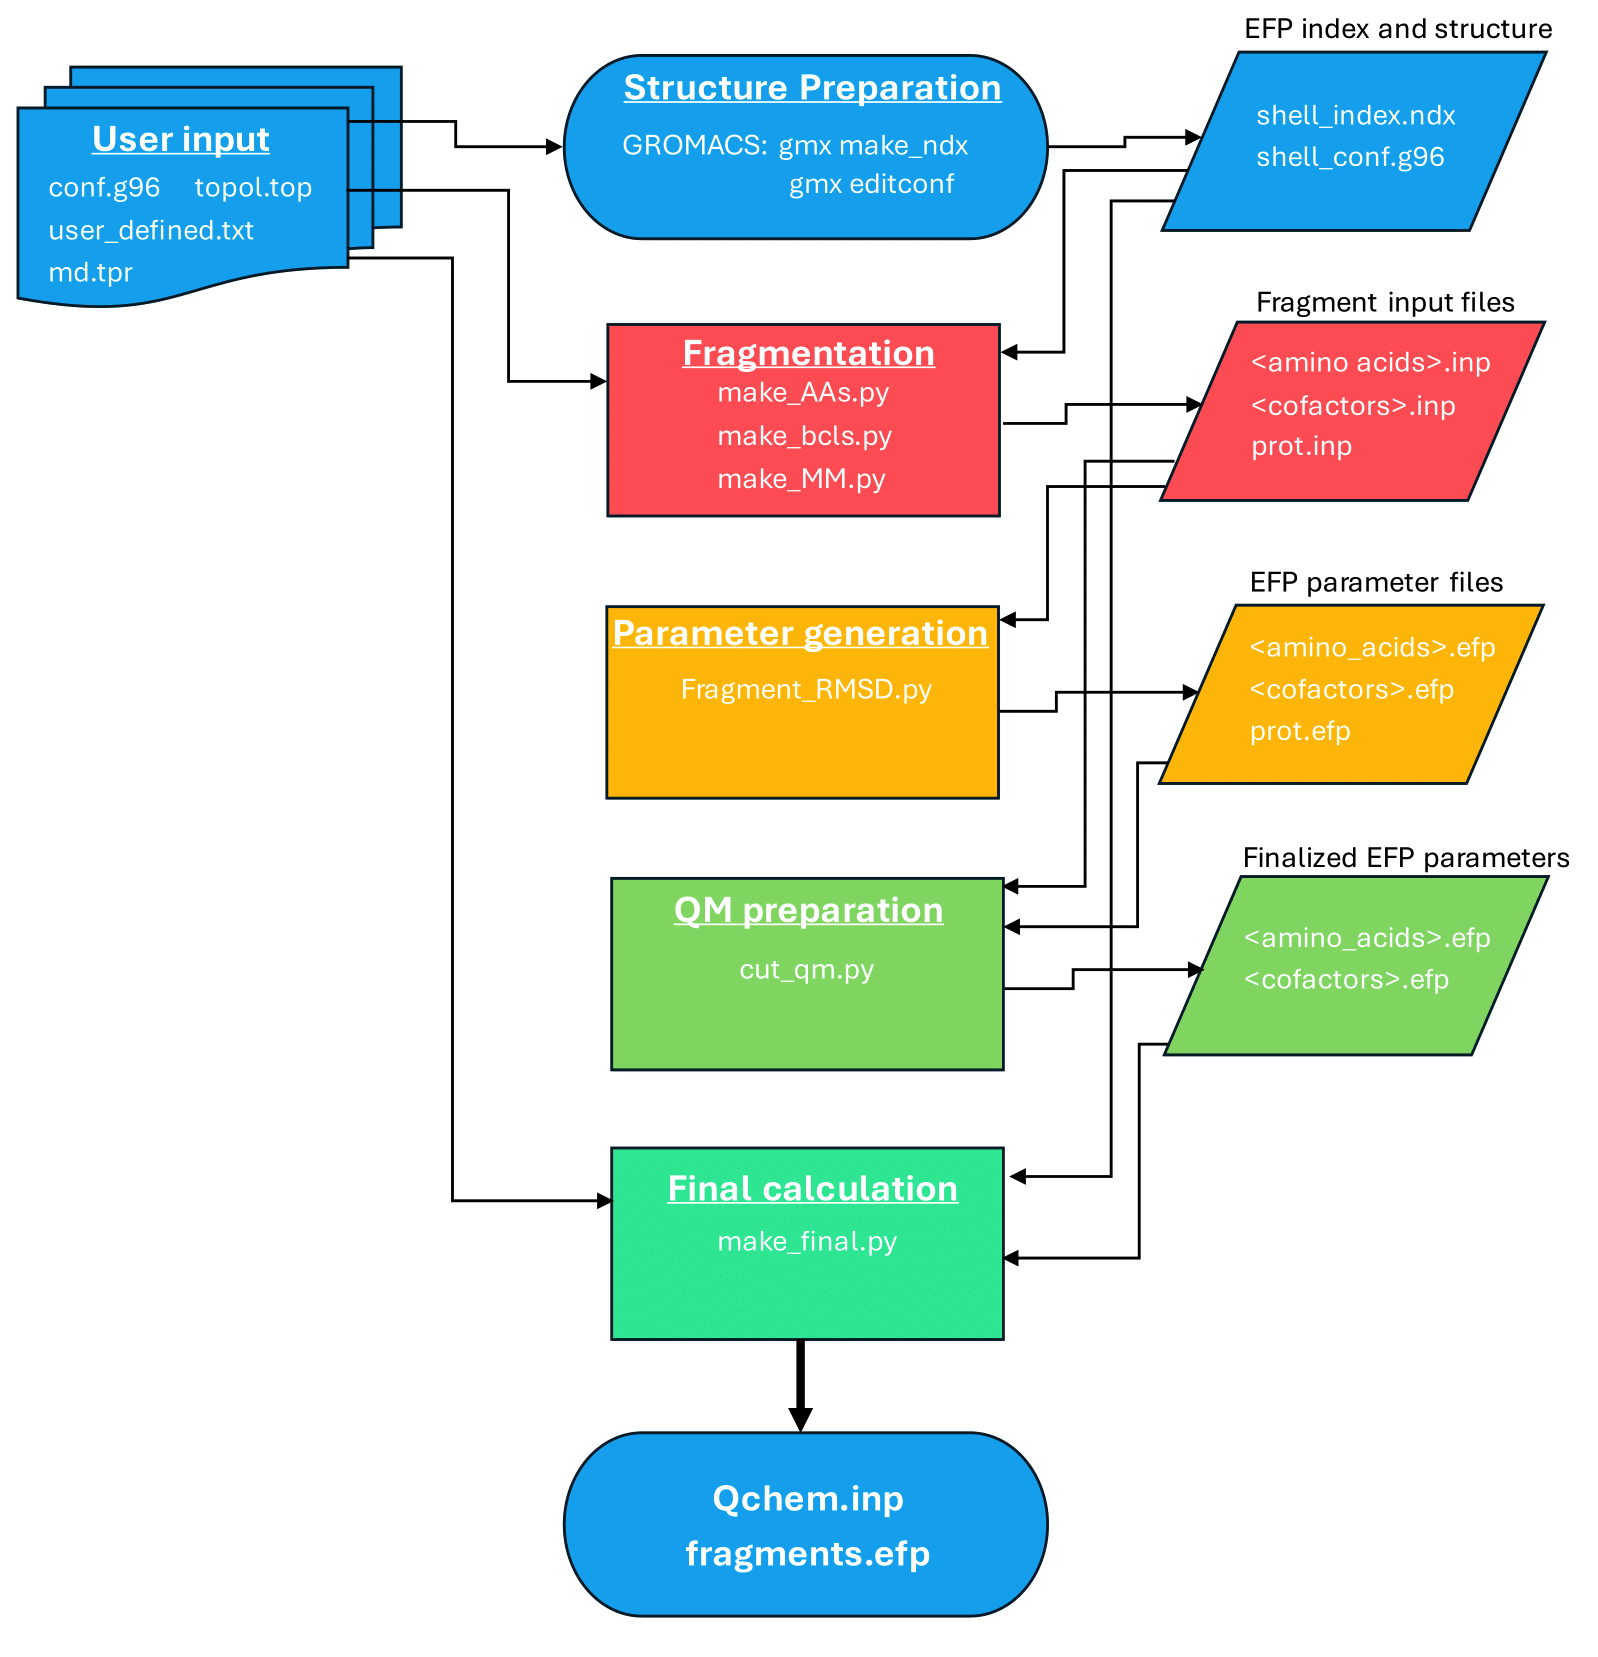 EFP index and structure
User input
conf.g96 topol.top
user_defined.txt
md.tpr
Structure Preparation
GROMACS: gmx make_ndx
gmx editconf
shell_index.ndx
shell_conf.g96
Fragment input files
Fragmentation
make_AAs.py
make_bcls.py
make_MM.py
<amino acids>.inp
<cofactors>.inp
prot.inp
EFP parameter files
Parameter generation
Fragment_RMSD.py
<amino_acids>.efp
<cofactors>.efp
prot.efp
Finalized EFP parameters
QM preparation
cut_qm.py
<amino_acids>.efp
<cofactors>.efp
Final calculation
make_final.py
Qchem.inp
fragments.efp